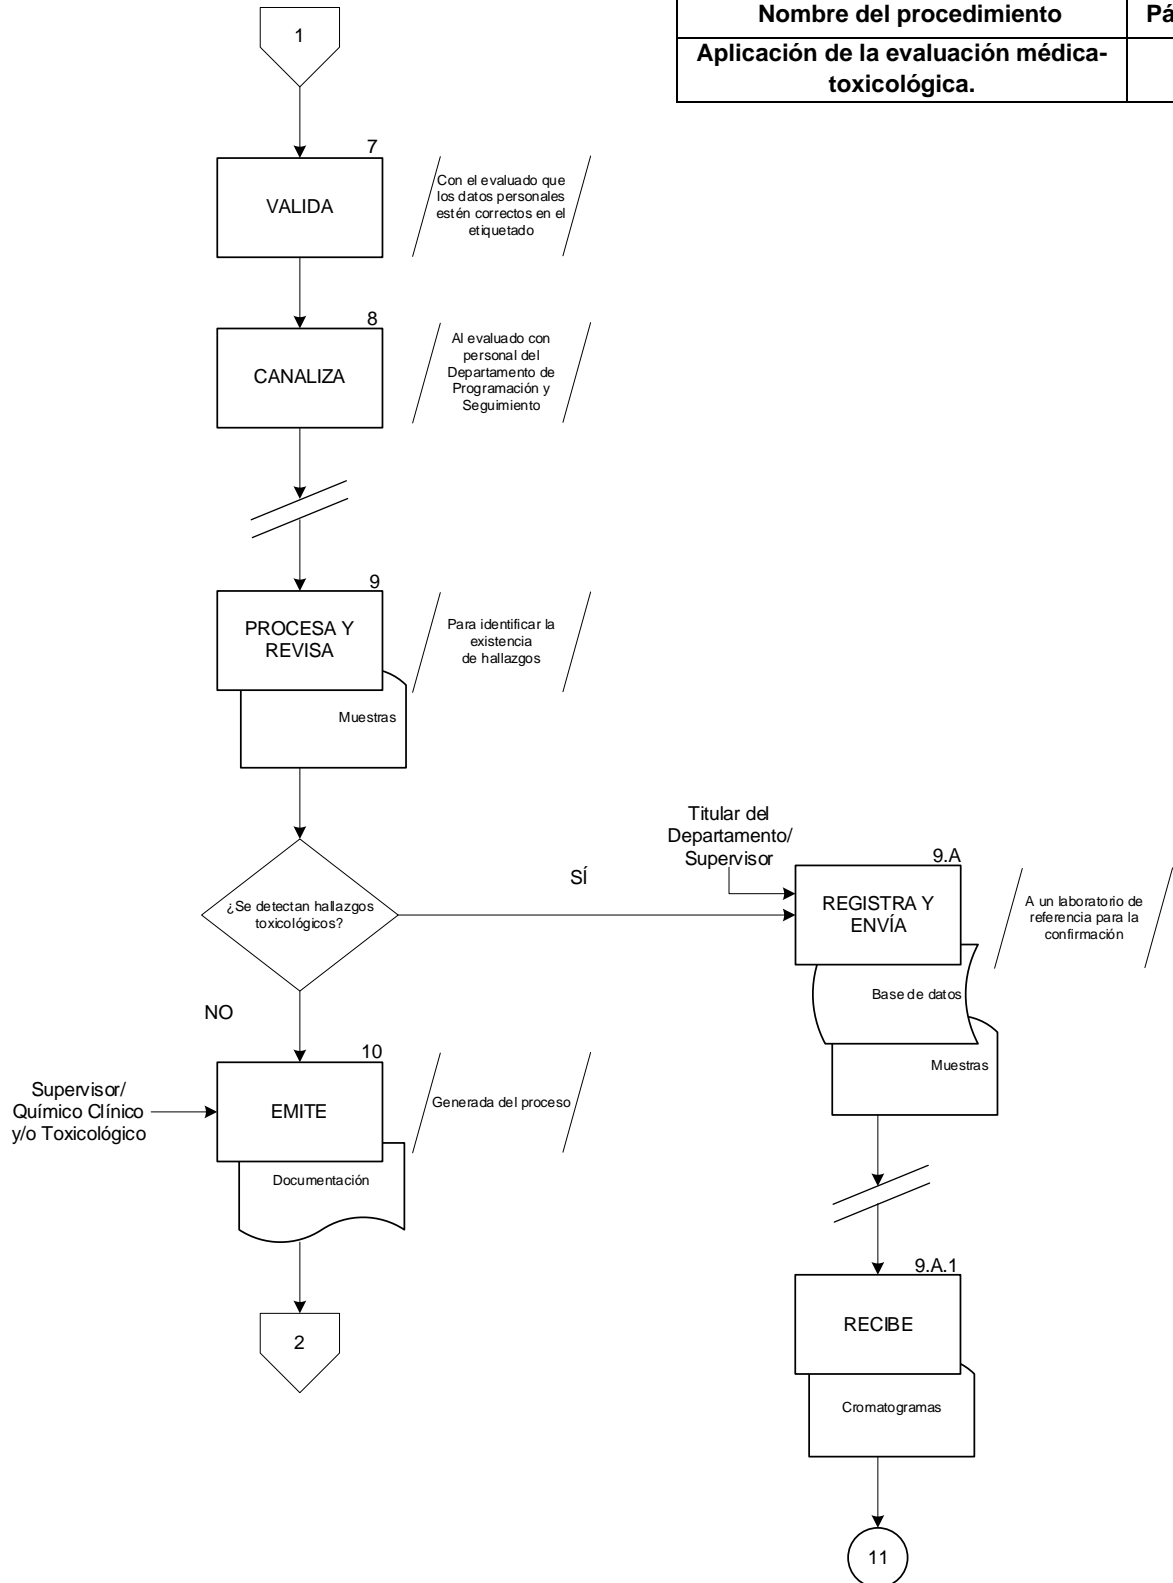 Nombre del procedimiento
Pá
Aplicación de la evaluación médica-
toxicológica.
1
7
VALIDA
Con el evaluado que
los datos personales
estén correctos en el
etiquetado
8
CANALIZA
Al evaluado con
personal del
Departamento de
Programación y
Seguimiento
9
PROCESA Y
REVISA
Para identificar la
existencia
de hallazgos
Muestras
¿Se detectan hallazgos
toxicológicos?
SÍ
Titular del
Departamento/
Supervisor
9.A
REGISTRA Y
ENVÍA
A un laboratorio de
referencia para la
confirmación
Base de datos
Muestras
NO
10
Supervisor/
Químico Clínico
y/o Toxicológico
EMITE
Generada del proceso
Documentación
2
9.A.1
RECIBE
Cromatogramas
11